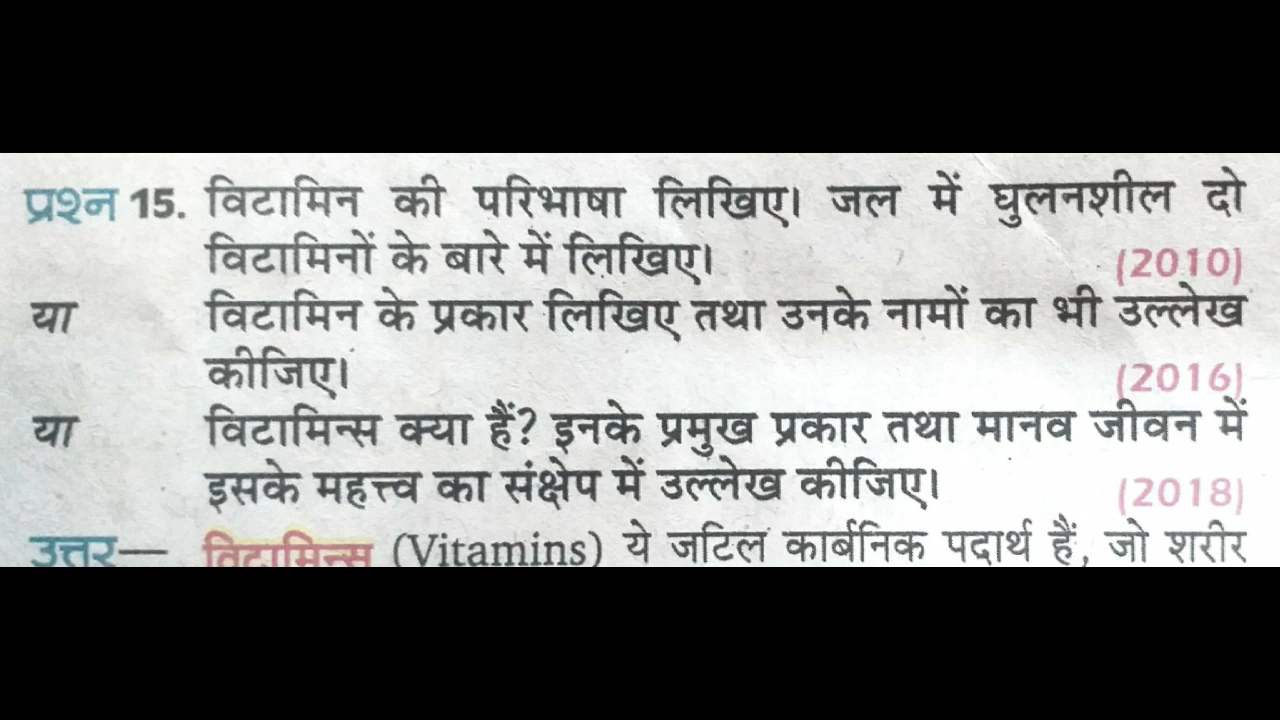 प्रश्न 15. विटामिन की परिभाषा लिखिए। जल में घुलनशील दो
विटामिनों के बारे में लिखिए। (2010)
या विटामिन के प्रकार लिखिए तथा उनके नामों का भी उल्लेख
कीजिए। (2016)
या विटामिन्स क्या हैं? इनके प्रमुख प्रकार तथा मानव जीवन में
इसके महत्त्व का संक्षेप में उल्लेख कीजिए। (2018)
उत्तर— विटामिन्स (Vitamins) ये जटिल कार्बनिक पदार्थ हैं, जो शरीर